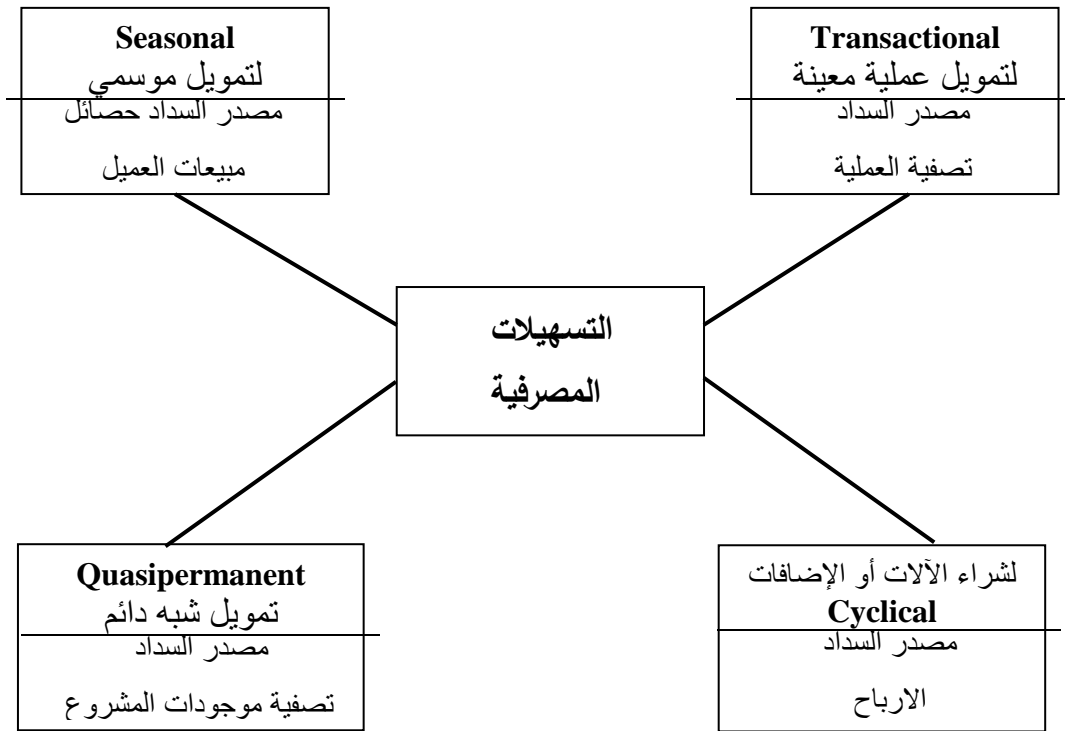 Seasonal
لتمويل موسمي
مصدر السداد حصائل
مبيعات العميل
Transactional
لتمويل عملية معينة
مصدر السداد
تصفية العملية
التسهيلات
المصرفية
Quasipermanent
تمويل شبه دائم
مصدر السداد
تصفية موجودات المشروع
لشراء الآلات أو الإضافات
Cyclical
مصدر السداد
الارباح